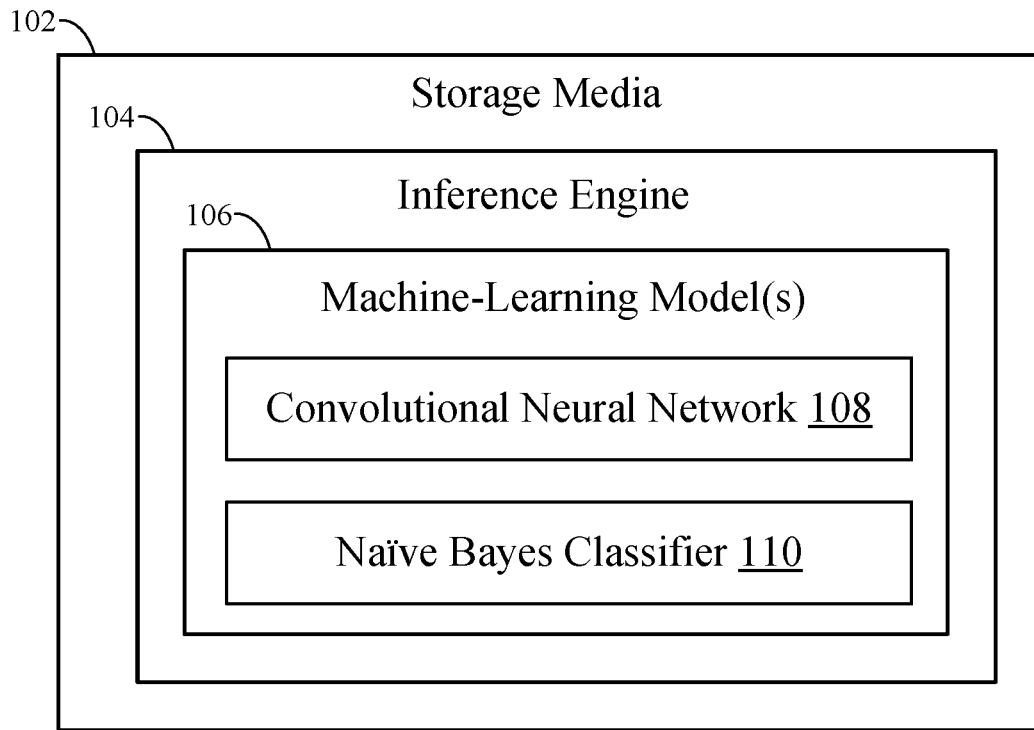 102
Storage Media
104
Inference Engine
106
Machine-Learning Model(s)
Convolutional Neural Network 108
Naïve Bayes Classifier 110